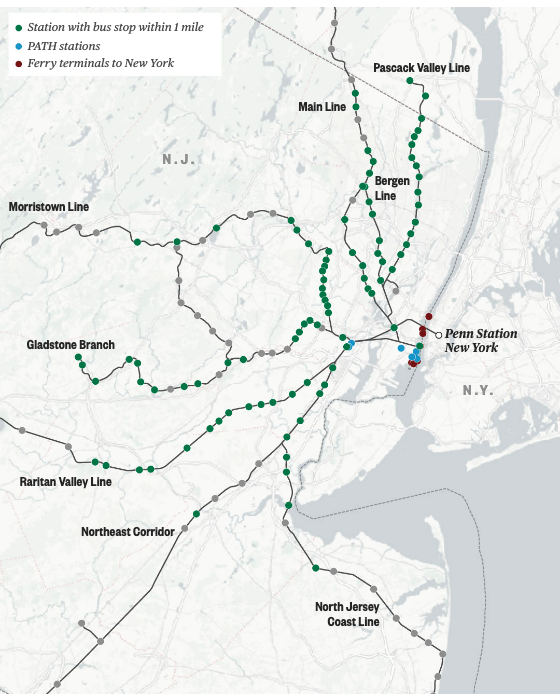 Station with bus stop within 1 mile
PATH stations
Ferry terminals to New York
Pascack Valley Line
Main Line
N.J.
Bergen
Line
Morristown Line
Penn Station
New York
Gladstone Branch
N.Y.
Raritan Valley Line
Northeast Corridor
North Jersey
Coast Line